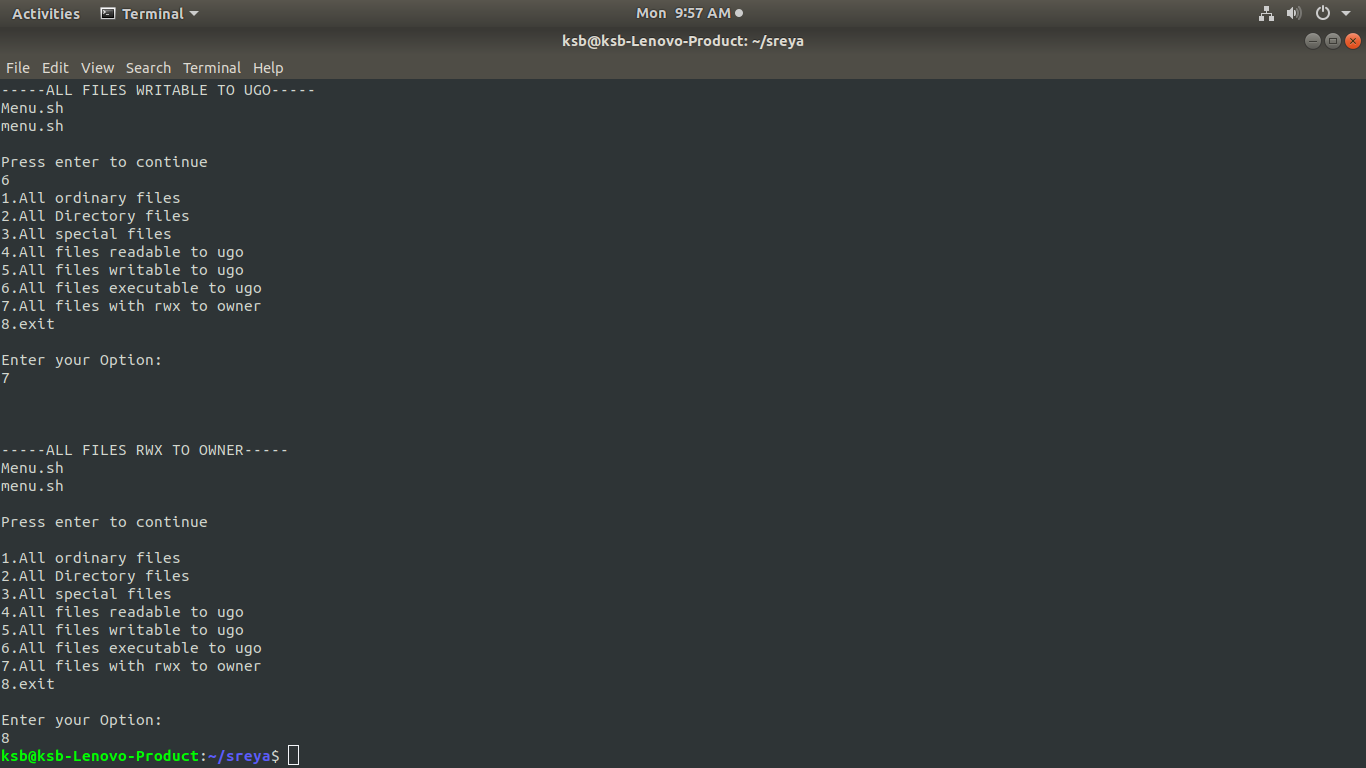 Activities Terminal Mon 9:57 AM
ksb@ksb-Lenovo-Product: ~/sreya
File Edit View Search Terminal Help
-----ALL FILES WRITABLE TO UGO-----
Menu.sh
menu.sh
Press enter to continue
6
1.All ordinary files
2.All Directory files
3.All special files
4.All files readable to ugo
5.All files writable to ugo
6.All files executable to ugo
7.All files with rwx to owner
8.exit
Enter your Option:
7
-----ALL FILES RWX TO OWNER-----
Menu.sh
menu.sh
Press enter to continue
1.All ordinary files
2.All Directory files
3.All special files
4.All files readable to ugo
5.All files writable to ugo
6.All files executable to ugo
7.All files with rwx to owner
8.exit
Enter your Option:
8
ksb@ksb-Lenovo-Product:~/sreya$